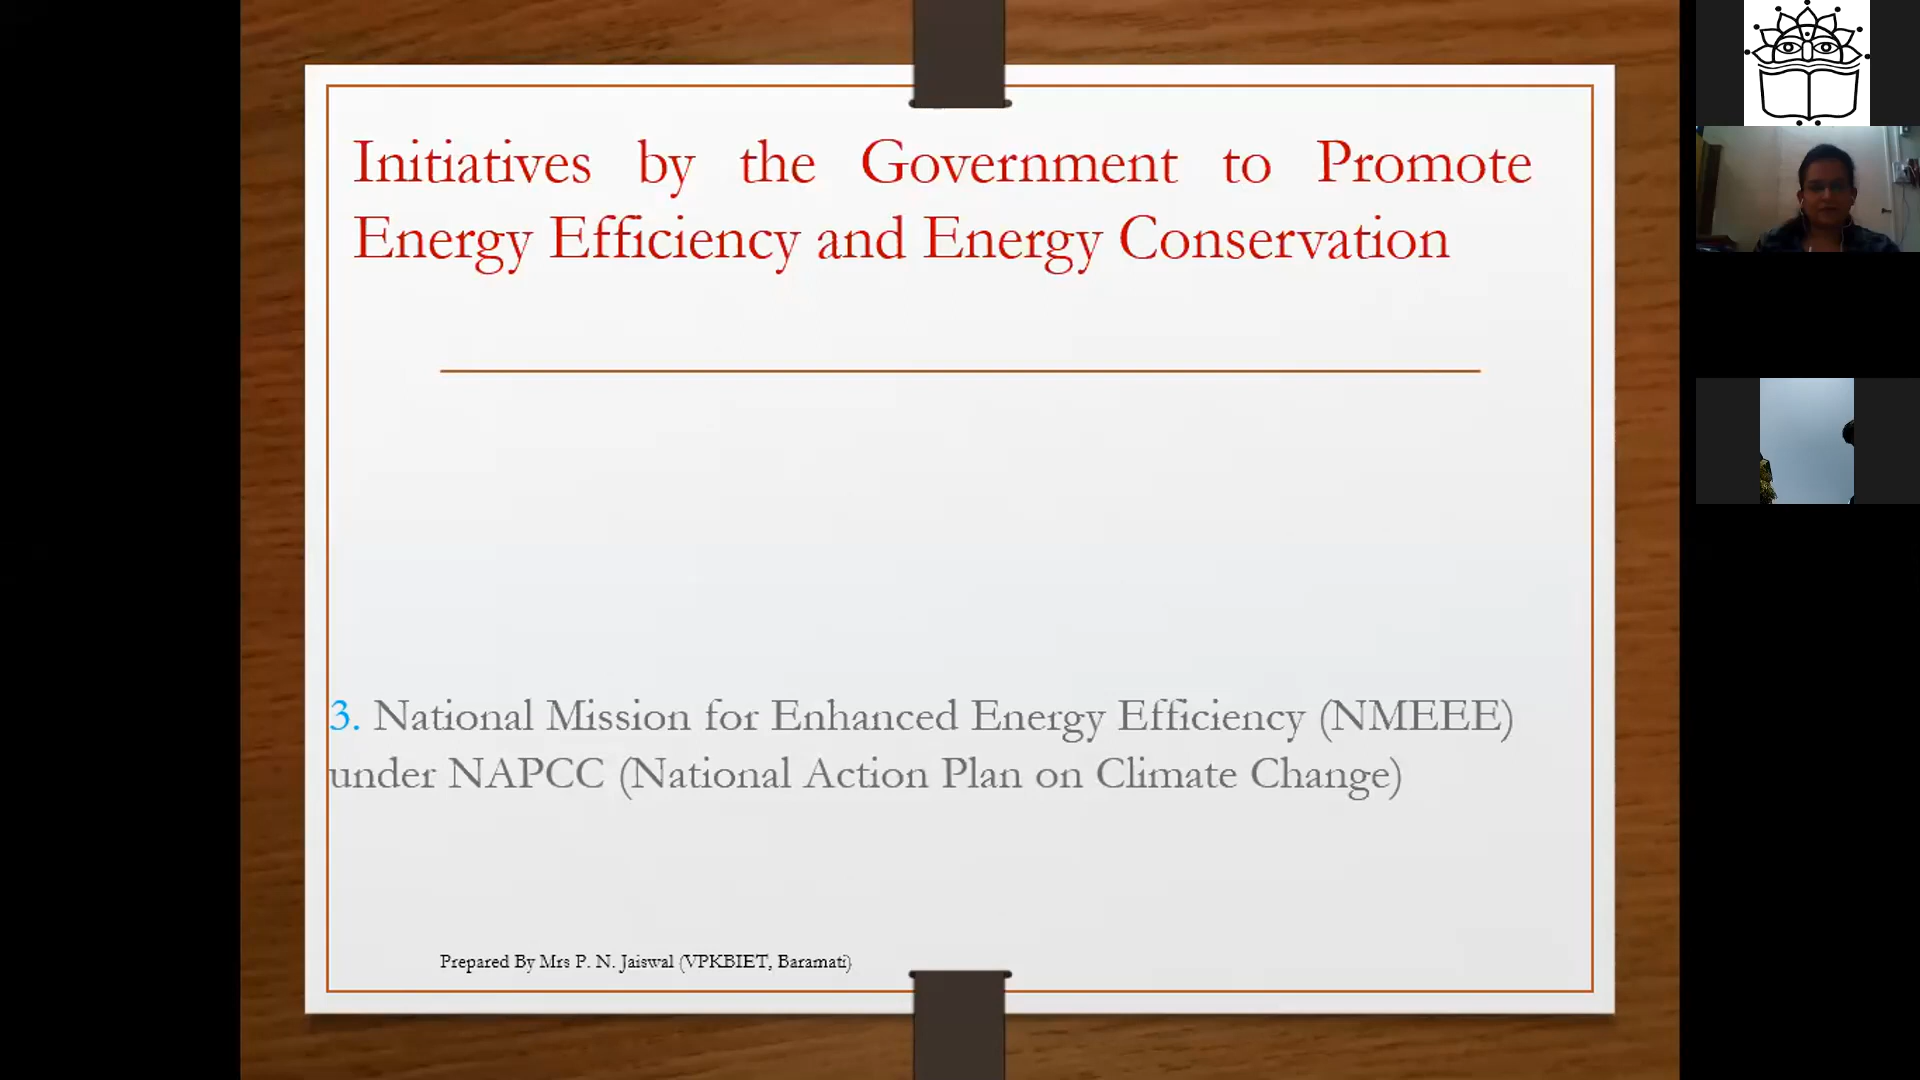 Initiatives by the Government to Promote
Energy Efficiency and Energy Conservation
3. National Mission for Enhanced Energy Efficiency (NMEEE)
under NAPCC (National Action Plan on Climate Change)
Prepared By Mrs P. N. Jaiswal (VPKBIET, Baramati)